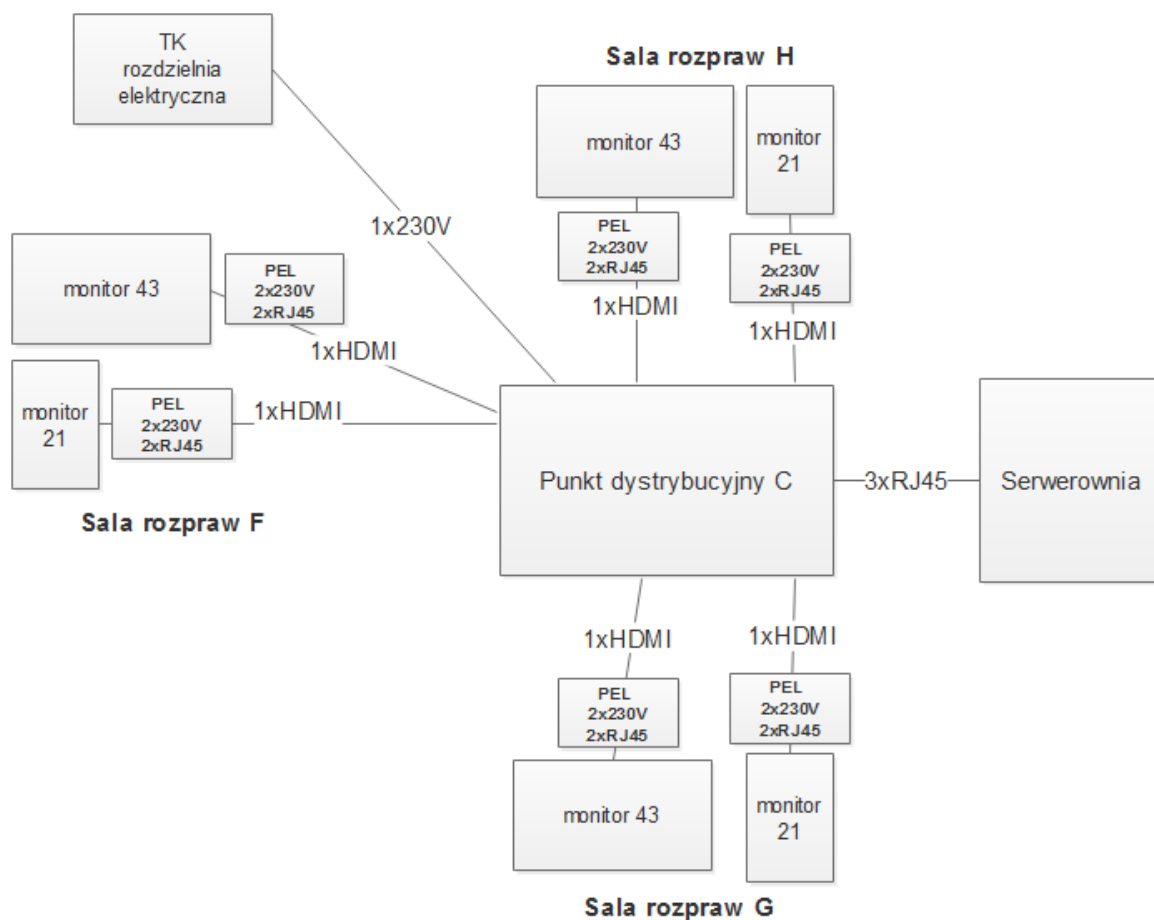 TK
rozdzielnia
elektryczna
Sala rozpraw H
monitor 43
monitor
21
PEL
2x230V
2xRJ45
PEL
2x230V
2xRJ45
1xHDMI
1xHDMI
1x230V
monitor 43
PEL
2x230V
2xRJ45
1xHDMI
monitor
21
PEL
2x230V
2xRJ45
1xHDMI
Sala rozpraw F
Punkt dystrybucyjny C
3xRJ45
Serwerownia
1xHDMI
1xHDMI
PEL
2x230V
2xRJ45
PEL
2x230V
2xRJ45
monitor 43
monitor
21
Sala rozpraw G